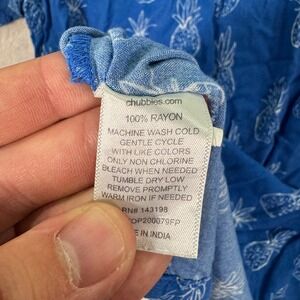 chubbies.com
100% RAYON
MACHINE WASH COLD
GENTLE CYCLE
WITH LIKE COLORS
ONLY NON CHLORINE
BLEACH WHEN NEEDED
TUMBLE DRY LOW
REMOVE PROMPTLY
WARM IRON IF NEEDED
RN# 143198
OP200079FP
IN INDIA